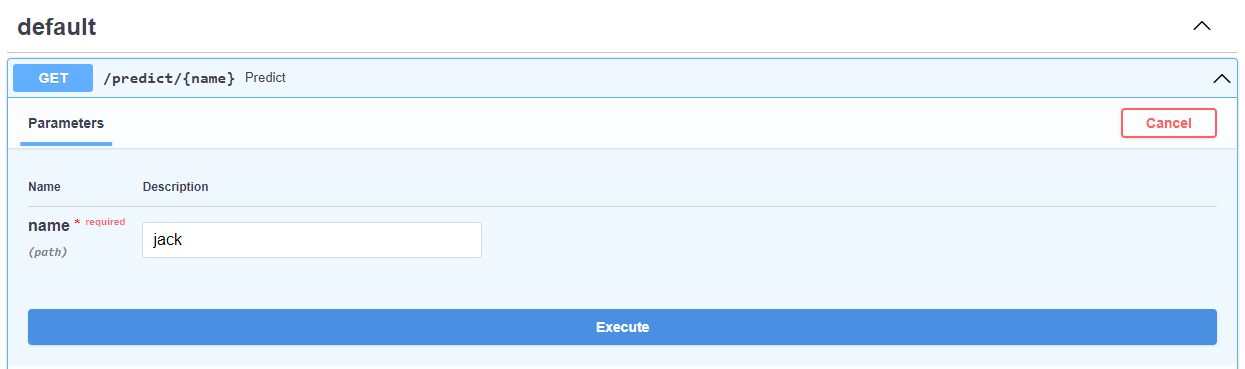 default
GET /predict/{name} Predict
Parameters Cancel
Name Description
name * required
jack
(path)
Execute